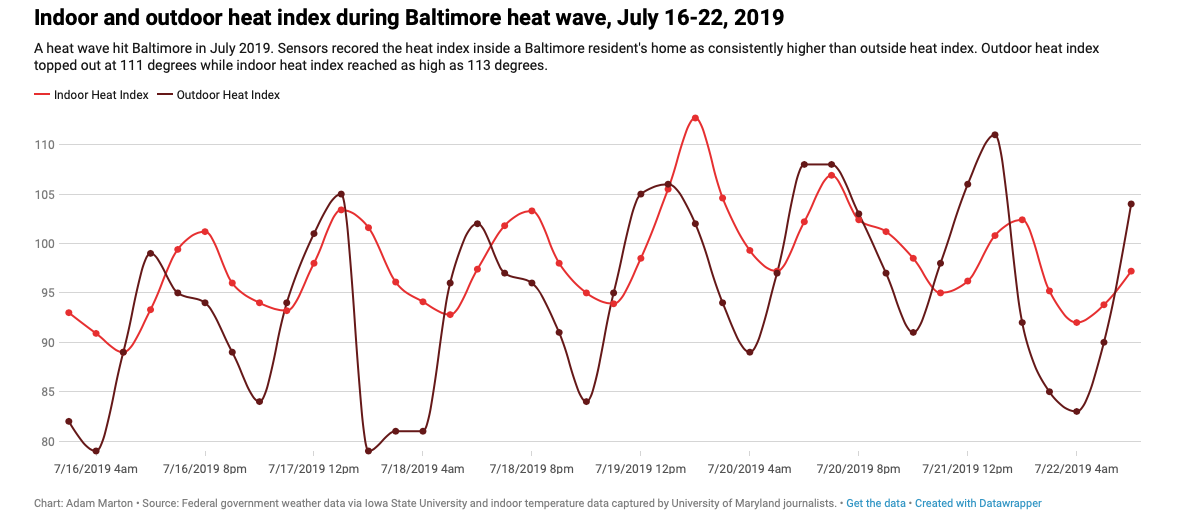 Indoor and outdoor heat index during Baltimore heat wave, July 16-22, 2019
A heat wave hit Baltimore in July 2019. Sensors recored the heat index inside a Baltimore resident's home as consistently higher than outside heat index. Outdoor heat index
topped out at 111 degrees while indoor heat index reached as high as 113 degrees.
Indoor Heat Index Outdoor Heat Index
110
105
100
95
90
85
80
7/16/2019 4am 7/16/2019 8pm 7/17/2019 12pm 7/18/2019 4am 7/18/2019 8pm 7/19/2019 12pm 7/20/2019 4am 7/20/2019 8pm 7/21/2019 12pm 7/22/2019 4am
Chart: Adam Marton • Source: Federal government weather data via Iowa State University and indoor temperature data captured by University of Maryland journalists. • Get the data • Created with Datawrapper